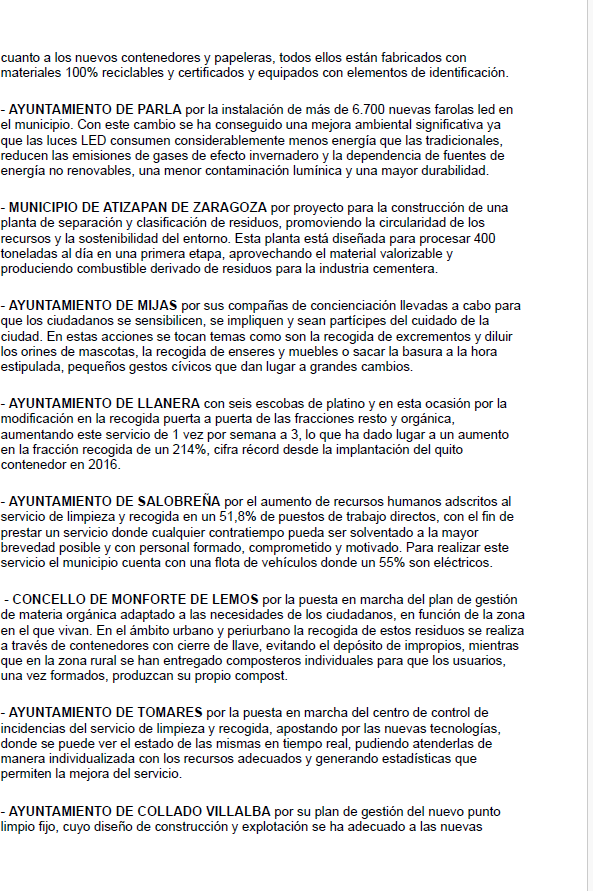 cuanto a los nuevos contenedores y papeleras, todos ellos están fabricados con
materiales 100% reciclables y certificados y equipados con elementos de identificación.
- AYUNTAMIENTO DE PARLA por la instalación de más de 6.700 nuevas farolas led en
el municipio. Con este cambio se ha conseguido una mejora ambiental significativa ya
que las luces LED consumen considerablemente menos energía que las tradicionales,
reducen las emisiones de gases de efecto invernadero y la dependencia de fuentes de
energía no renovables, una menor contaminación lumínica y una mayor durabilidad.
- MUNICIPIO DE ATIZAPAN DE ZARAGOZA por proyecto para la construcción de una
planta de separación y clasificación de residuos, promoviendo la circularidad de los
recursos y la sostenibilidad del entorno. Esta planta está diseñada para procesar 400
toneladas al día en una primera etapa, aprovechando el material valorizable y
produciendo combustible derivado de residuos para la industria cementera.
- AYUNTAMIENTO DE MIJAS por sus compañas de concienciación llevadas a cabo para
que los ciudadanos se sensibilicen, se impliquen y sean partícipes del cuidado de la
ciudad. En estas acciones se tocan temas como son la recogida de excrementos y diluir
los orines de mascotas, la recogida de enseres y muebles o sacar la basura a la hora
estipulada, pequeños gestos cívicos que dan lugar a grandes cambios.
- AYUNTAMIENTO DE LLANERA con seis escobas de platino y en esta ocasión por la
modificación en la recogida puerta a puerta de las fracciones resto y orgánica,
aumentando este servicio de 1 vez por semana a 3, lo que ha dado lugar a un aumento
en la fracción recogida de un 214%, cifra récord desde la implantación del quito
contenedor en 2016.
- AYUNTAMIENTO DE SALOBREÑA por el aumento de recursos humanos adscritos al
servicio de limpieza y recogida en un 51,8% de puestos de trabajo directos, con el fin de
prestar un servicio donde cualquier contratiempo pueda ser solventado a la mayor
brevedad posible y con personal formado, comprometido y motivado. Para realizar este
servicio el municipio cuenta con una flota de vehículos donde un 55% son eléctricos.
- CONCELLO DE MONFORTE DE LEMOS por la puesta en marcha del plan de gestión
de materia orgánica adaptado a las necesidades de los ciudadanos, en función de la zona
en el que vivan. En el ámbito urbano y periurbano la recogida de estos residuos se realiza
a través de contenedores con cierre de llave, evitando el depósito de impropios, mientras
que en la zona rural se han entregado composteros individuales para que los usuarios,
una vez formados, produzcan su propio compost.
- AYUNTAMIENTO DE TOMARES por la puesta en marcha del centro de control de
incidencias del servicio de limpieza y recogida, apostando por las nuevas tecnologías,
donde se puede ver el estado de las mismas en tiempo real, pudiendo atenderlas de
manera individualizada con los recursos adecuados y generando estadísticas que
permiten la mejora del servicio.
- AYUNTAMIENTO DE COLLADO VILLALBA por su plan de gestión del nuevo punto
limpio fijo, cuyo diseño de construcción y explotación se ha adecuado a las nuevas